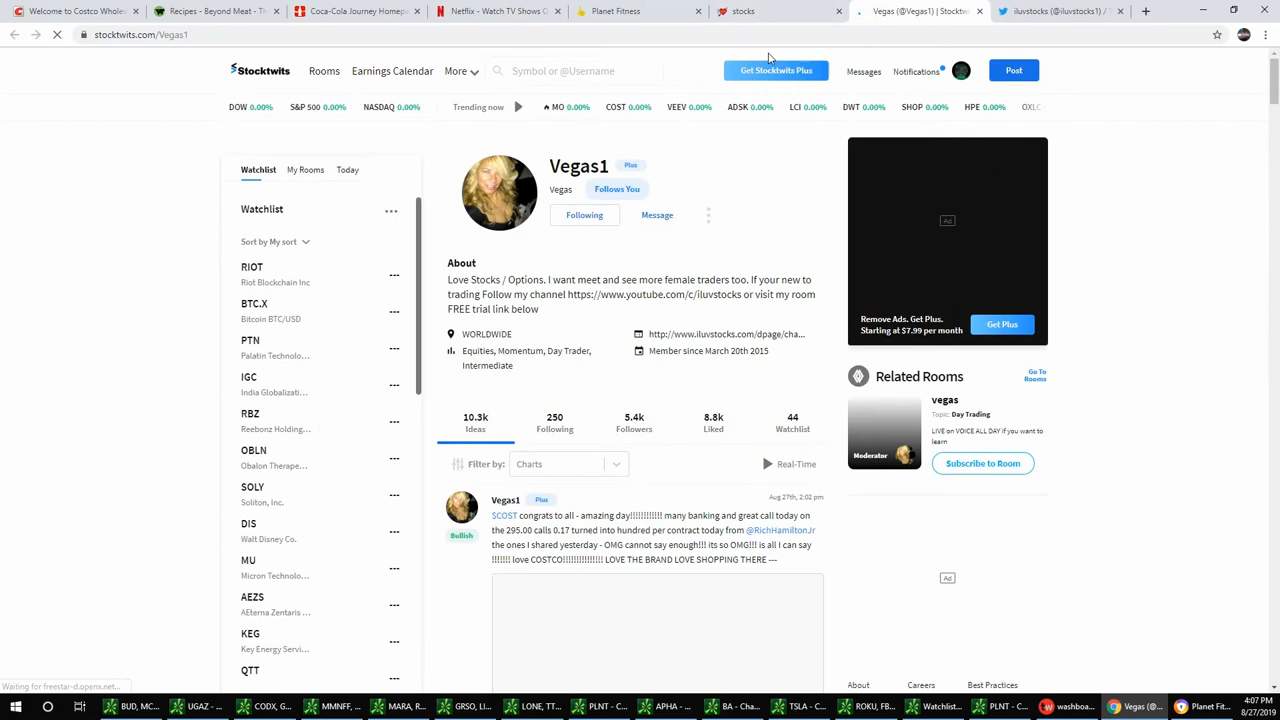 Welcome to Costco Wholes
Recipes - Beyond Meat - Th
Coca-Cola Journey Homep
Netflix - Watch TV Shows O
Planet Fitness
stocks
Vegas1 (@Vegas1) | Stockt
iluvstocks (@iluvstocks1) / T
stocktwits.com/Vegas1
Stocktwits
Rooms
Earnings Calendar
More
Symbol or @Username
Get Stocktwits Plus
Messages
Notifications
Post
DOW 0.00%
S&P 500 0.00%
NASDAQ 0.00%
Trending now
MO 0.00%
COST 0.00%
VEEV 0.00%
ADSK 0.00%
LCI 0.00%
DWT 0.00%
SHOP 0.00%
HPE 0.00%
OXLC
Watchlist
My Rooms
Today
Watchlist
Sort by My sort
RIOT
Riot Blockchain Inc
---
BTC.X
Bitcoin BTC/USD
---
PTN
Palatin Technolo...
---
IGC
India Globalizati...
---
RBZ
Reebonz Holding...
---
OBLN
Obalon Therape...
---
SOLY
Soliton, Inc.
---
DIS
Walt Disney Co.
---
MU
Micron Technolo...
---
AEZS
AEterna Zentaris ...
---
KEG
Key Energy Servi...
---
QTT
---
Vegas1 Plus
Vegas Follows You
Following
Message
About
Love Stocks / Options. I want meet and see more female traders too. If your new to
trading Follow my channel https://www.youtube.com/c/iluvstocks or visit my room
FREE trial link below
WORLDWIDE
http://www.iluvstocks.com/dpage/cha...
Equities, Momentum, Day Trader,
Intermediate
Member since March 20th 2015
10.3k
Ideas
250
Following
5.4k
Followers
8.8k
Liked
44
Watchlist
Filter by:
Charts
Real-Time
Vegas1 Plus
Aug 27th, 2:02 pm
Bullish
$COST congrats to all - amazing day!!!!!!!!!!!! many banking and great call today on
the 295.00 calls 0.17 turned into hundred per contract today from @RichHamiltonJr
the ones I shared yesterday - OMG cannot say enough!!! its so OMG!!! is all I can say
!!!!!!! love COSTCO!!!!!!!!!!!!!! LOVE THE BRAND LOVE SHOPPING THERE ---
Ad
Remove Ads. Get Plus.
Starting at $7.99 per month
Get Plus
Related Rooms
Go To
Rooms
vegas
Topic: Day Trading
LIVE on VOICE ALL DAY if you want to
learn
Moderator
Subscribe to Room
Ad
About
Careers
Best Practices
Waiting for freestar-d.openx.net...
BUD, MC...
UGAZ - ...
CODX, G...
MMNFF, ...
MARA, R...
GRSO, LI...
LONE, TT...
PLNT - C...
APHA - ...
BA - Cha...
TSLA - C...
ROKU, FB...
Watchlist...
PLNT - C...
washboa...
Vegas (@...
Planet Fit...
4:07 PM
8/27/2019